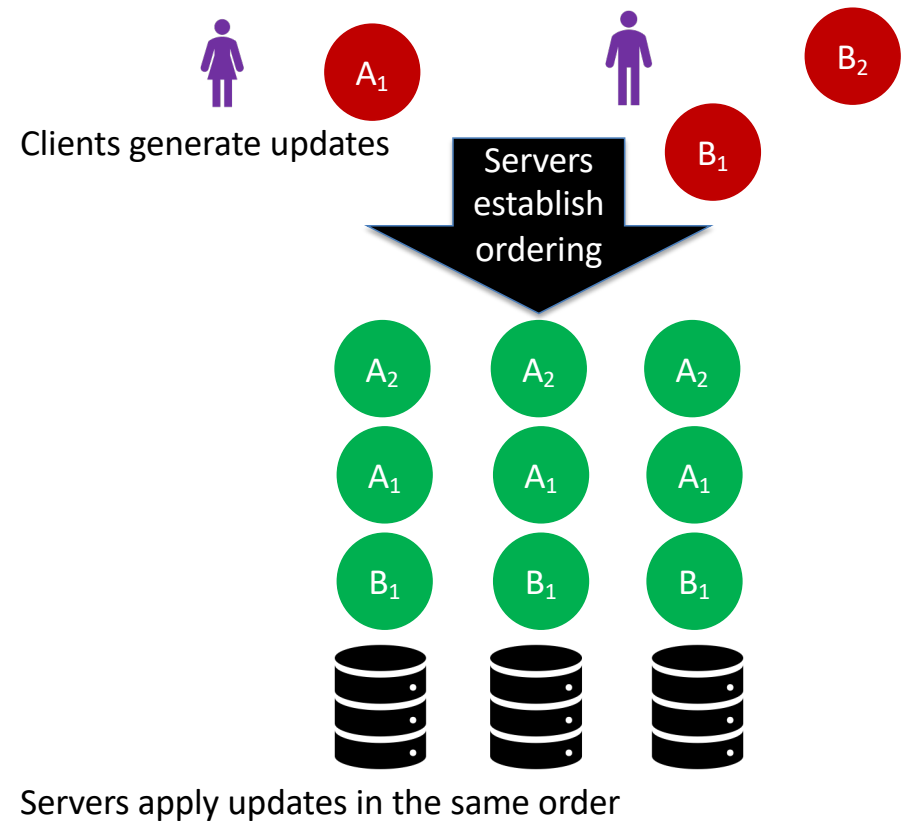 A₁
B₂
Clients generate updates
B₁
Servers
establish
ordering
A₂ A₂ A₂
A₁ A₁ A₁
B₁ B₁ B₁
Servers apply updates in the same order